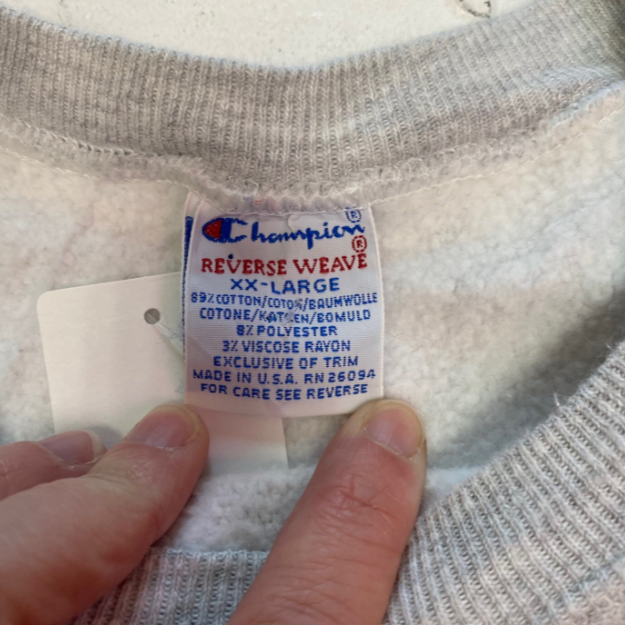 Champion®
REVERSE WEAVE®
XX-LARGE
89% COTTON/COTON/BAUMWOLLE
COTONE/KATOEN/BOMULD
8% POLYESTER
3% VISCOSE RAYON
EXCLUSIVE OF TRIM
MADE IN U.S.A. RN 26094
FOR CARE SEE REVERSE